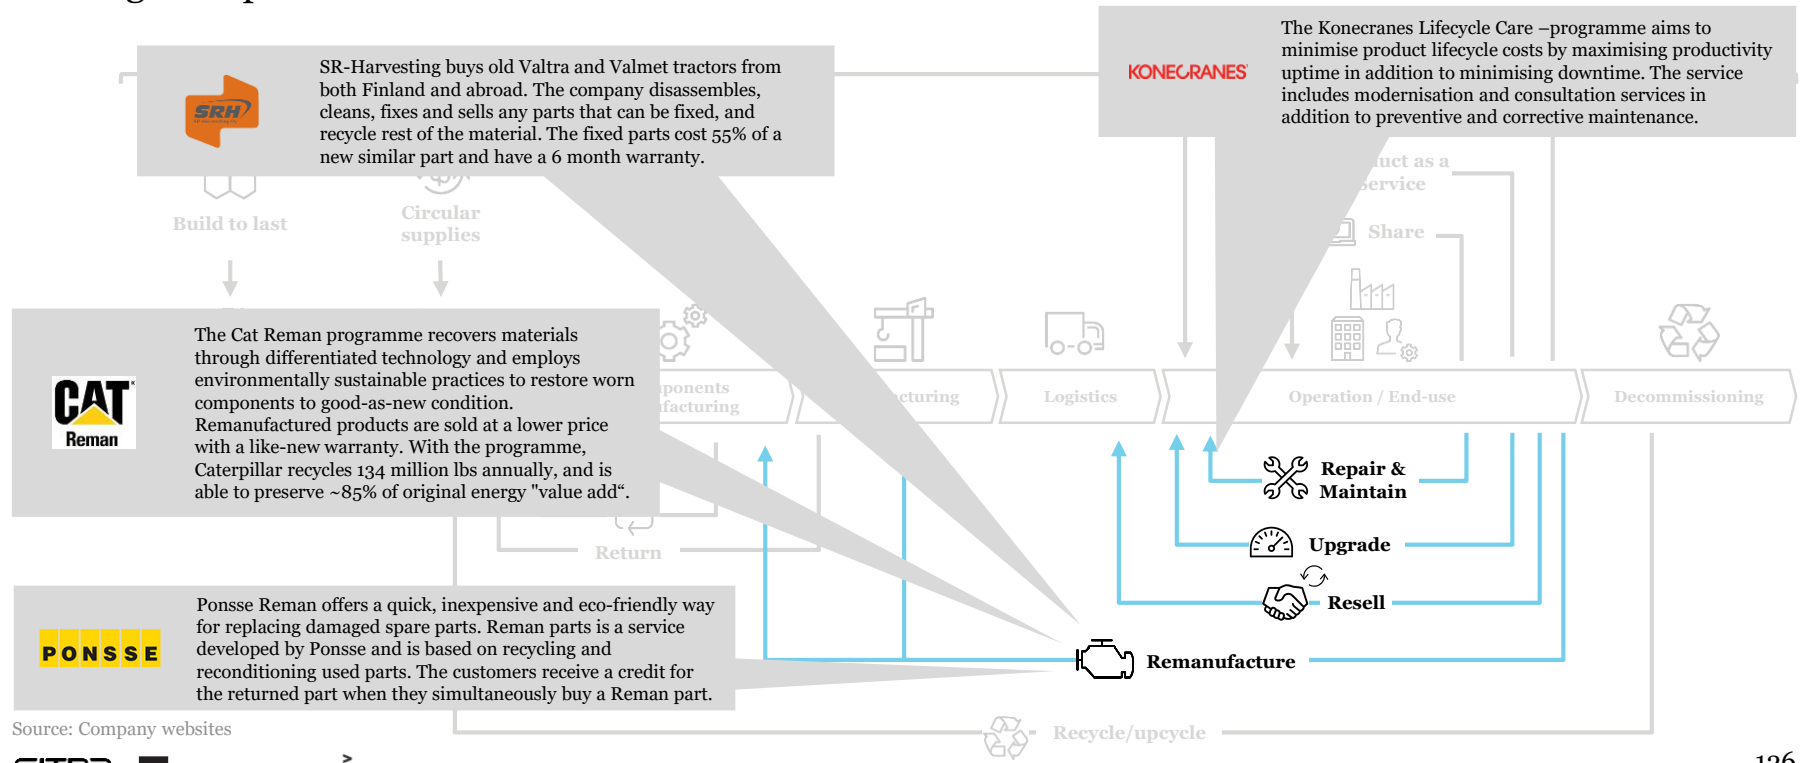 SRH
SR-Harvesting buys old Valtra and Valmet tractors from
both Finland and abroad. The company disassembles,
cleans, fixes and sells any parts that can be fixed, and
recycle rest of the material. The fixed parts cost 55% of a
new similar part and have a 6 month warranty.
KONECRANES
The Konecranes Lifecycle Care –programme aims to
minimise product lifecycle costs by maximising productivity
uptime in addition to minimising downtime. The service
includes modernisation and consultation services in
addition to preventive and corrective maintenance.
as a
Service
Build to last
Circular
supplies
Share
CAT
Reman
The Cat Reman programme recovers materials
through differentiated technology and employs
environmentally sustainable practices to restore worn
components to good-as-new condition.
Remanufactured products are sold at a lower price
with a like-new warranty. With the programme,
Caterpillar recycles 134 million lbs annually, and is
able to preserve ~85% of original energy "value add“.
Logistics
Operation / End-use
Decommissioning
Repair &
Maintain
Return
Upgrade
Resell
Remanufacture
PONSSE
Ponsse Reman offers a quick, inexpensive and eco-friendly way
for replacing damaged spare parts. Reman parts is a service
developed by Ponsse and is based on recycling and
reconditioning used parts. The customers receive a credit for
the returned part when they simultaneously buy a Reman part.
Recycle/upcycle
Source: Company websites